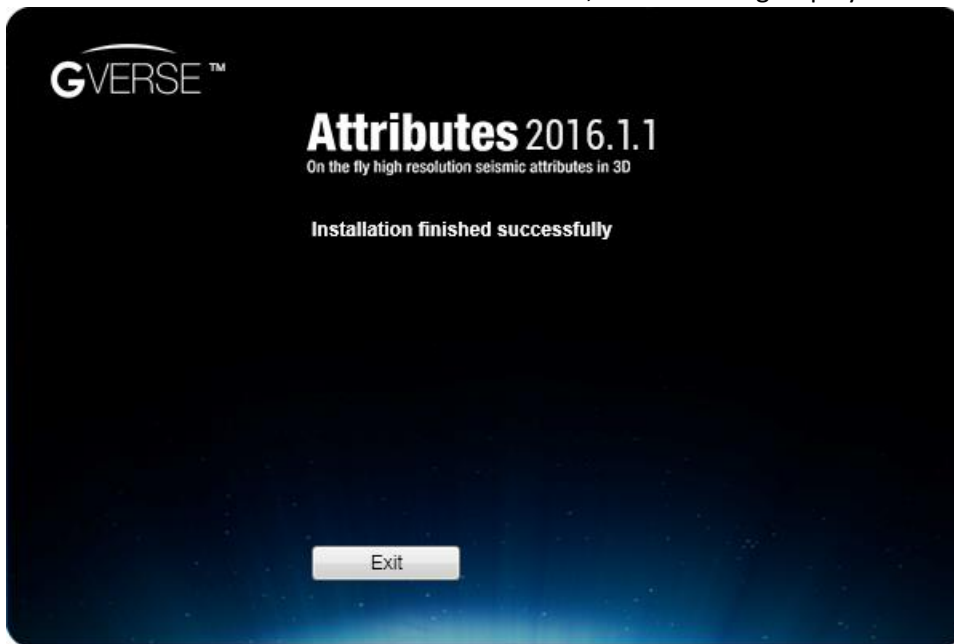 GVERSE™
Attributes 2016.1.1
On the fly high resolution seismic attributes in 3D
Installation finished successfully
Exit